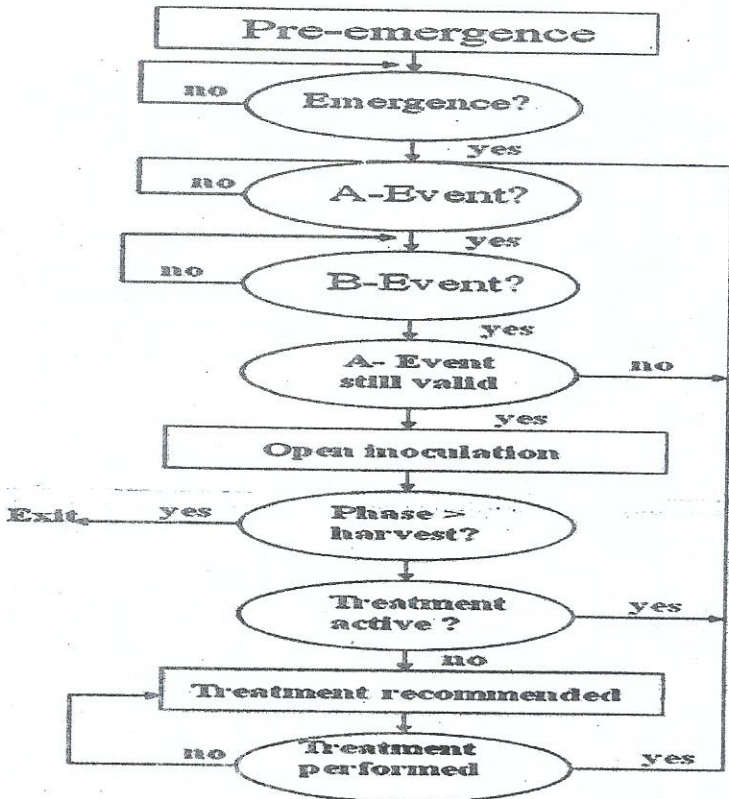 Pre-emergence
no
Emergence?
yes
no
A-Event?
yes
no
B-Event?
yes
A- Event
still valid
no
yes
Open inoculation
Exit
yes
Phase >
harvest?
Treatment
active ?
yes
no
Treatment recommended
no
Treatment
performed
yes